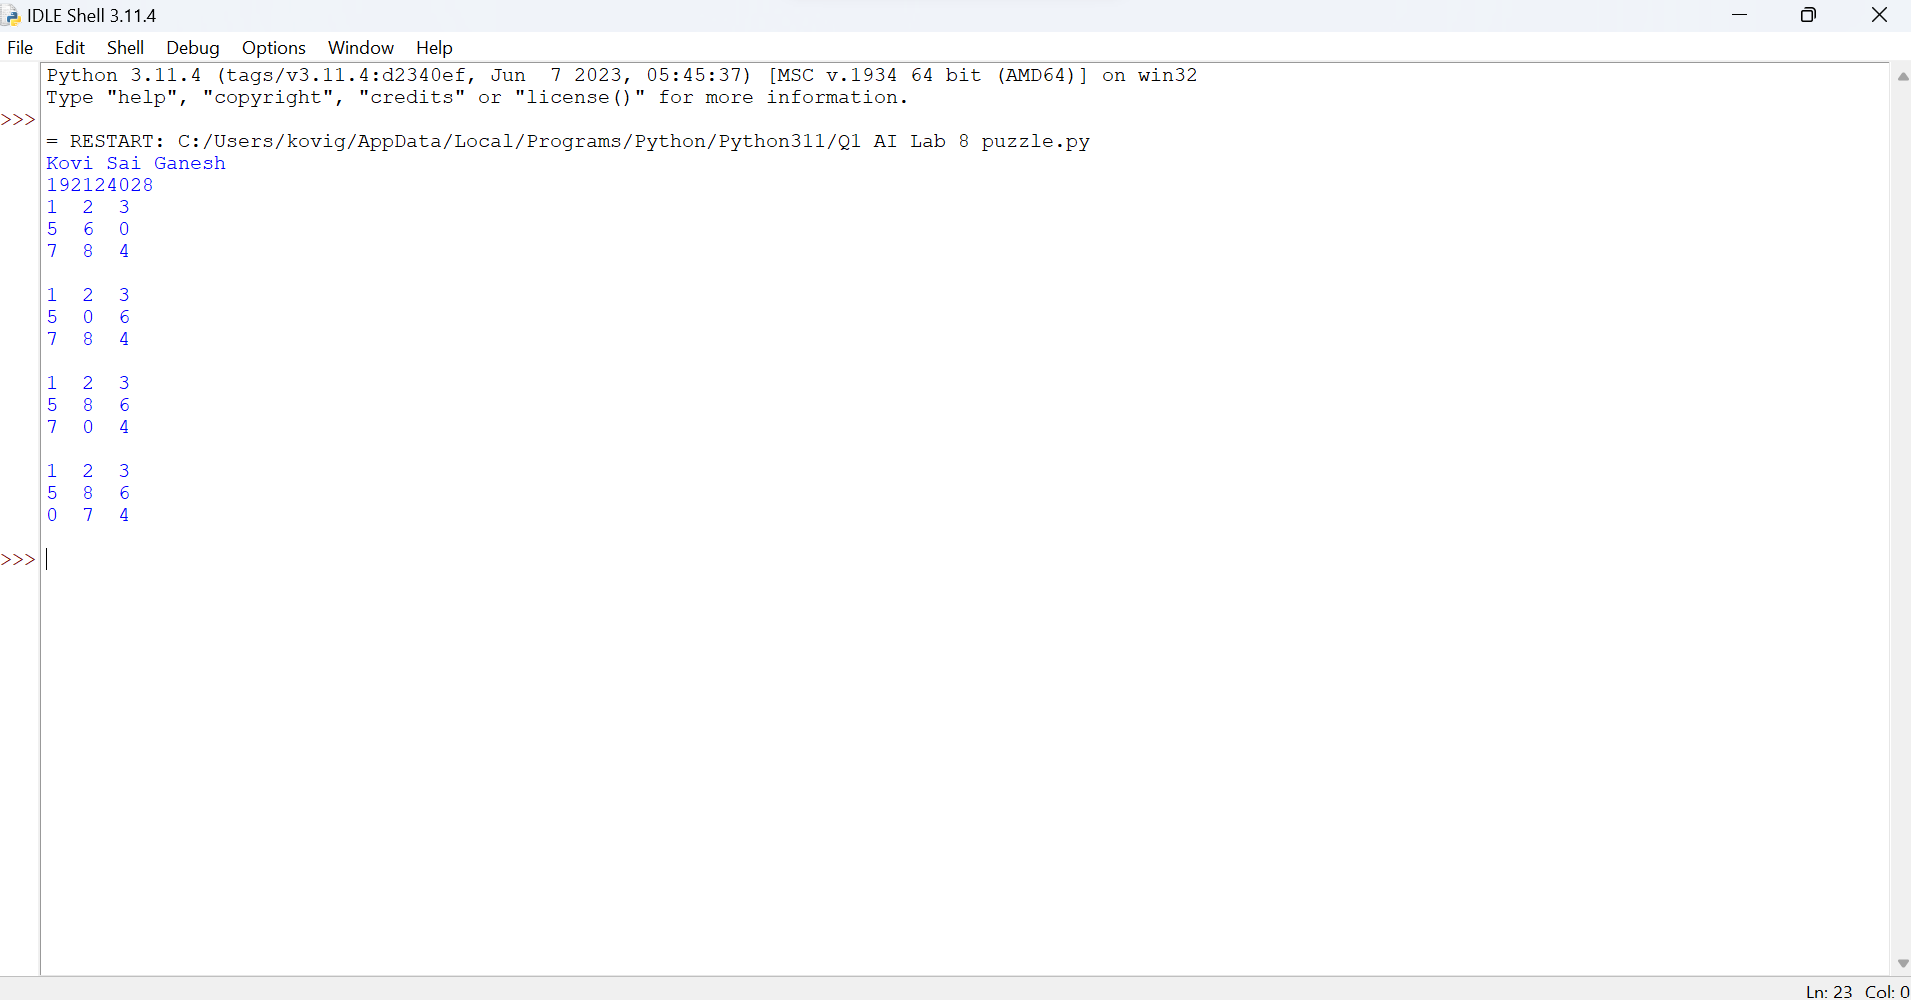 IDLE Shell 3.11.4
File Edit Shell Debug Options Window Help
Python 3.11.4 (tags/v3.11.4:d2340ef, Jun  7 2023, 05:45:37) [MSC v.1934 64 bit (AMD64)] on win32
Type "help", "copyright", "credits" or "license()" for more information.
>>>
= RESTART: C:/Users/kovig/AppData/Local/Programs/Python/Python311/Q1 AI Lab 8 puzzle.py
Kovi Sai Ganesh
192124028
1  2  3
5  6  0
7  8  4
1  2  3
5  0  6
7  8  4
1  2  3
5  8  6
7  0  4
1  2  3
5  8  6
0  7  4
>>>
Ln: 23 Col: 0